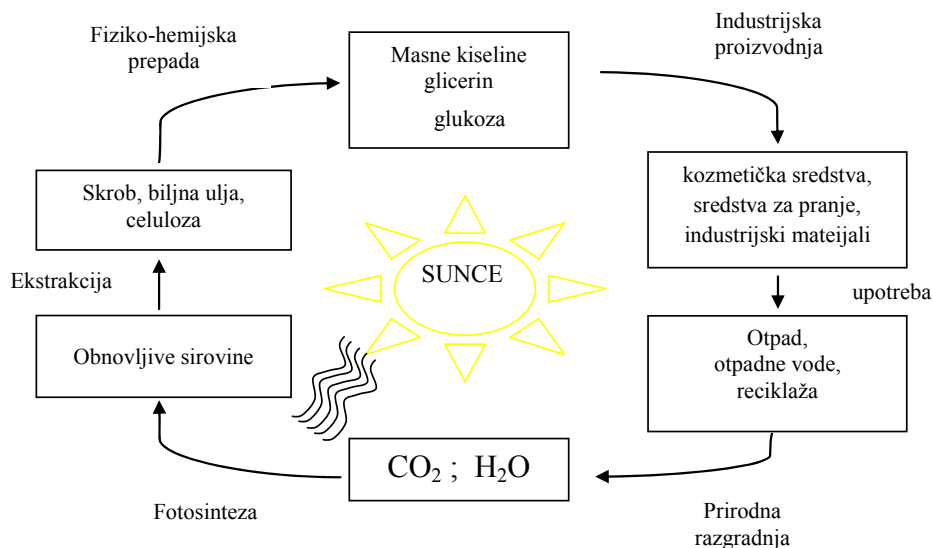 Fiziko-hemijska
prepada
Masne kiseline
glicerin
glukoza
Industrijska
proizvodnja
Skrob, biljna ulja,
celuloza
kozmetička sredstva,
sredstva za pranje,
industrijski mateijali
SUNCE
Ekstrakcija
upotreba
Obnovljive sirovine
Otpad,
otpadne vode,
reciklaža
CO₂ ; H₂O
Fotosinteza
Prirodna
razgradnja